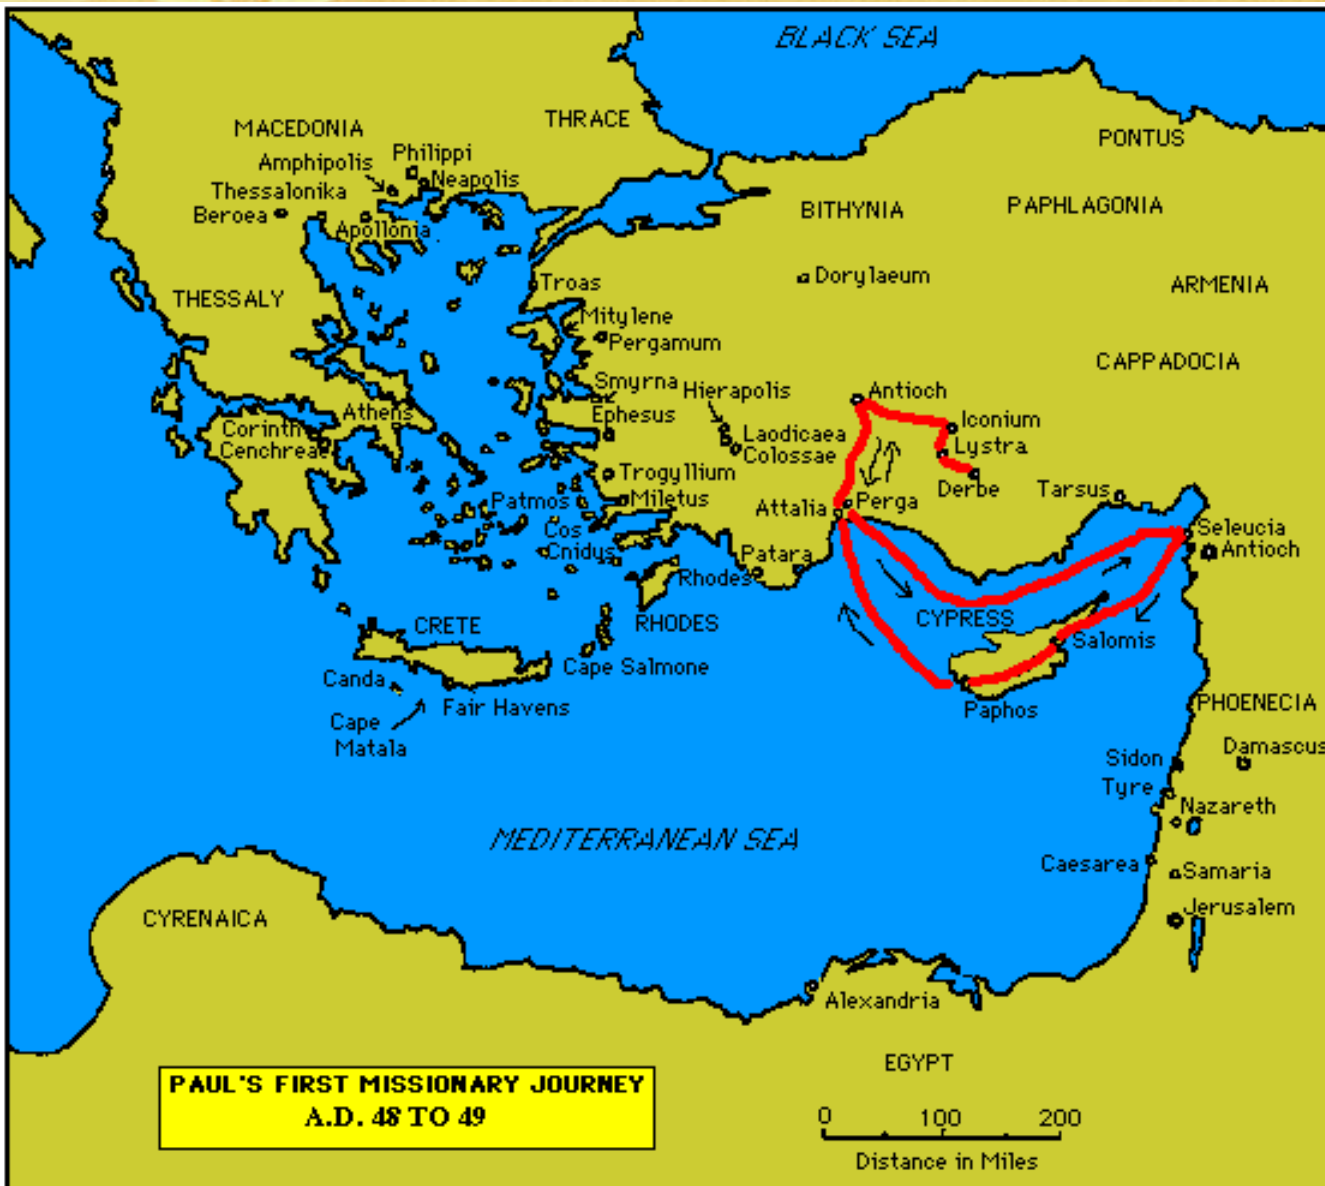 BLACK SEA
THRACE
MACEDONIA
PONTUS
Philippi
Amphipolis
Neapolis
Thessalonika
Beroea
Apollonia
BITHYNIA
PAPHLAGONIA
Dorylaeum
Troas
ARMENIA
THESSALY
Mitylene
Pergamum
CAPPADOCIA
Smyrna
Hierapolis
Antioch
Athens
Ephesus
Iconium
Corinth
Laodicaea
Lystra
Cenchreae
Colossae
Trogyllium
Derbe
Tarsus
Patmos
Miletus
Attalia
Perga
Cos
Seleucia
Cnidus
Patara
Antioch
Rhodes
CRETE
RHODES
CYPRESS
Salomis
Cape Salmone
Canda
Fair Havens
Paphos
PHOENECIA
Cape
Matala
Sidon
Damascus
Tyre
Nazareth
MEDITERRANEAN SEA
Caesarea
Samaria
Jerusalem
CYRENAICA
Alexandria
EGYPT
PAUL'S FIRST MISSIONARY JOURNEY
A.D. 48 TO 49
0 100 200
Distance in Miles